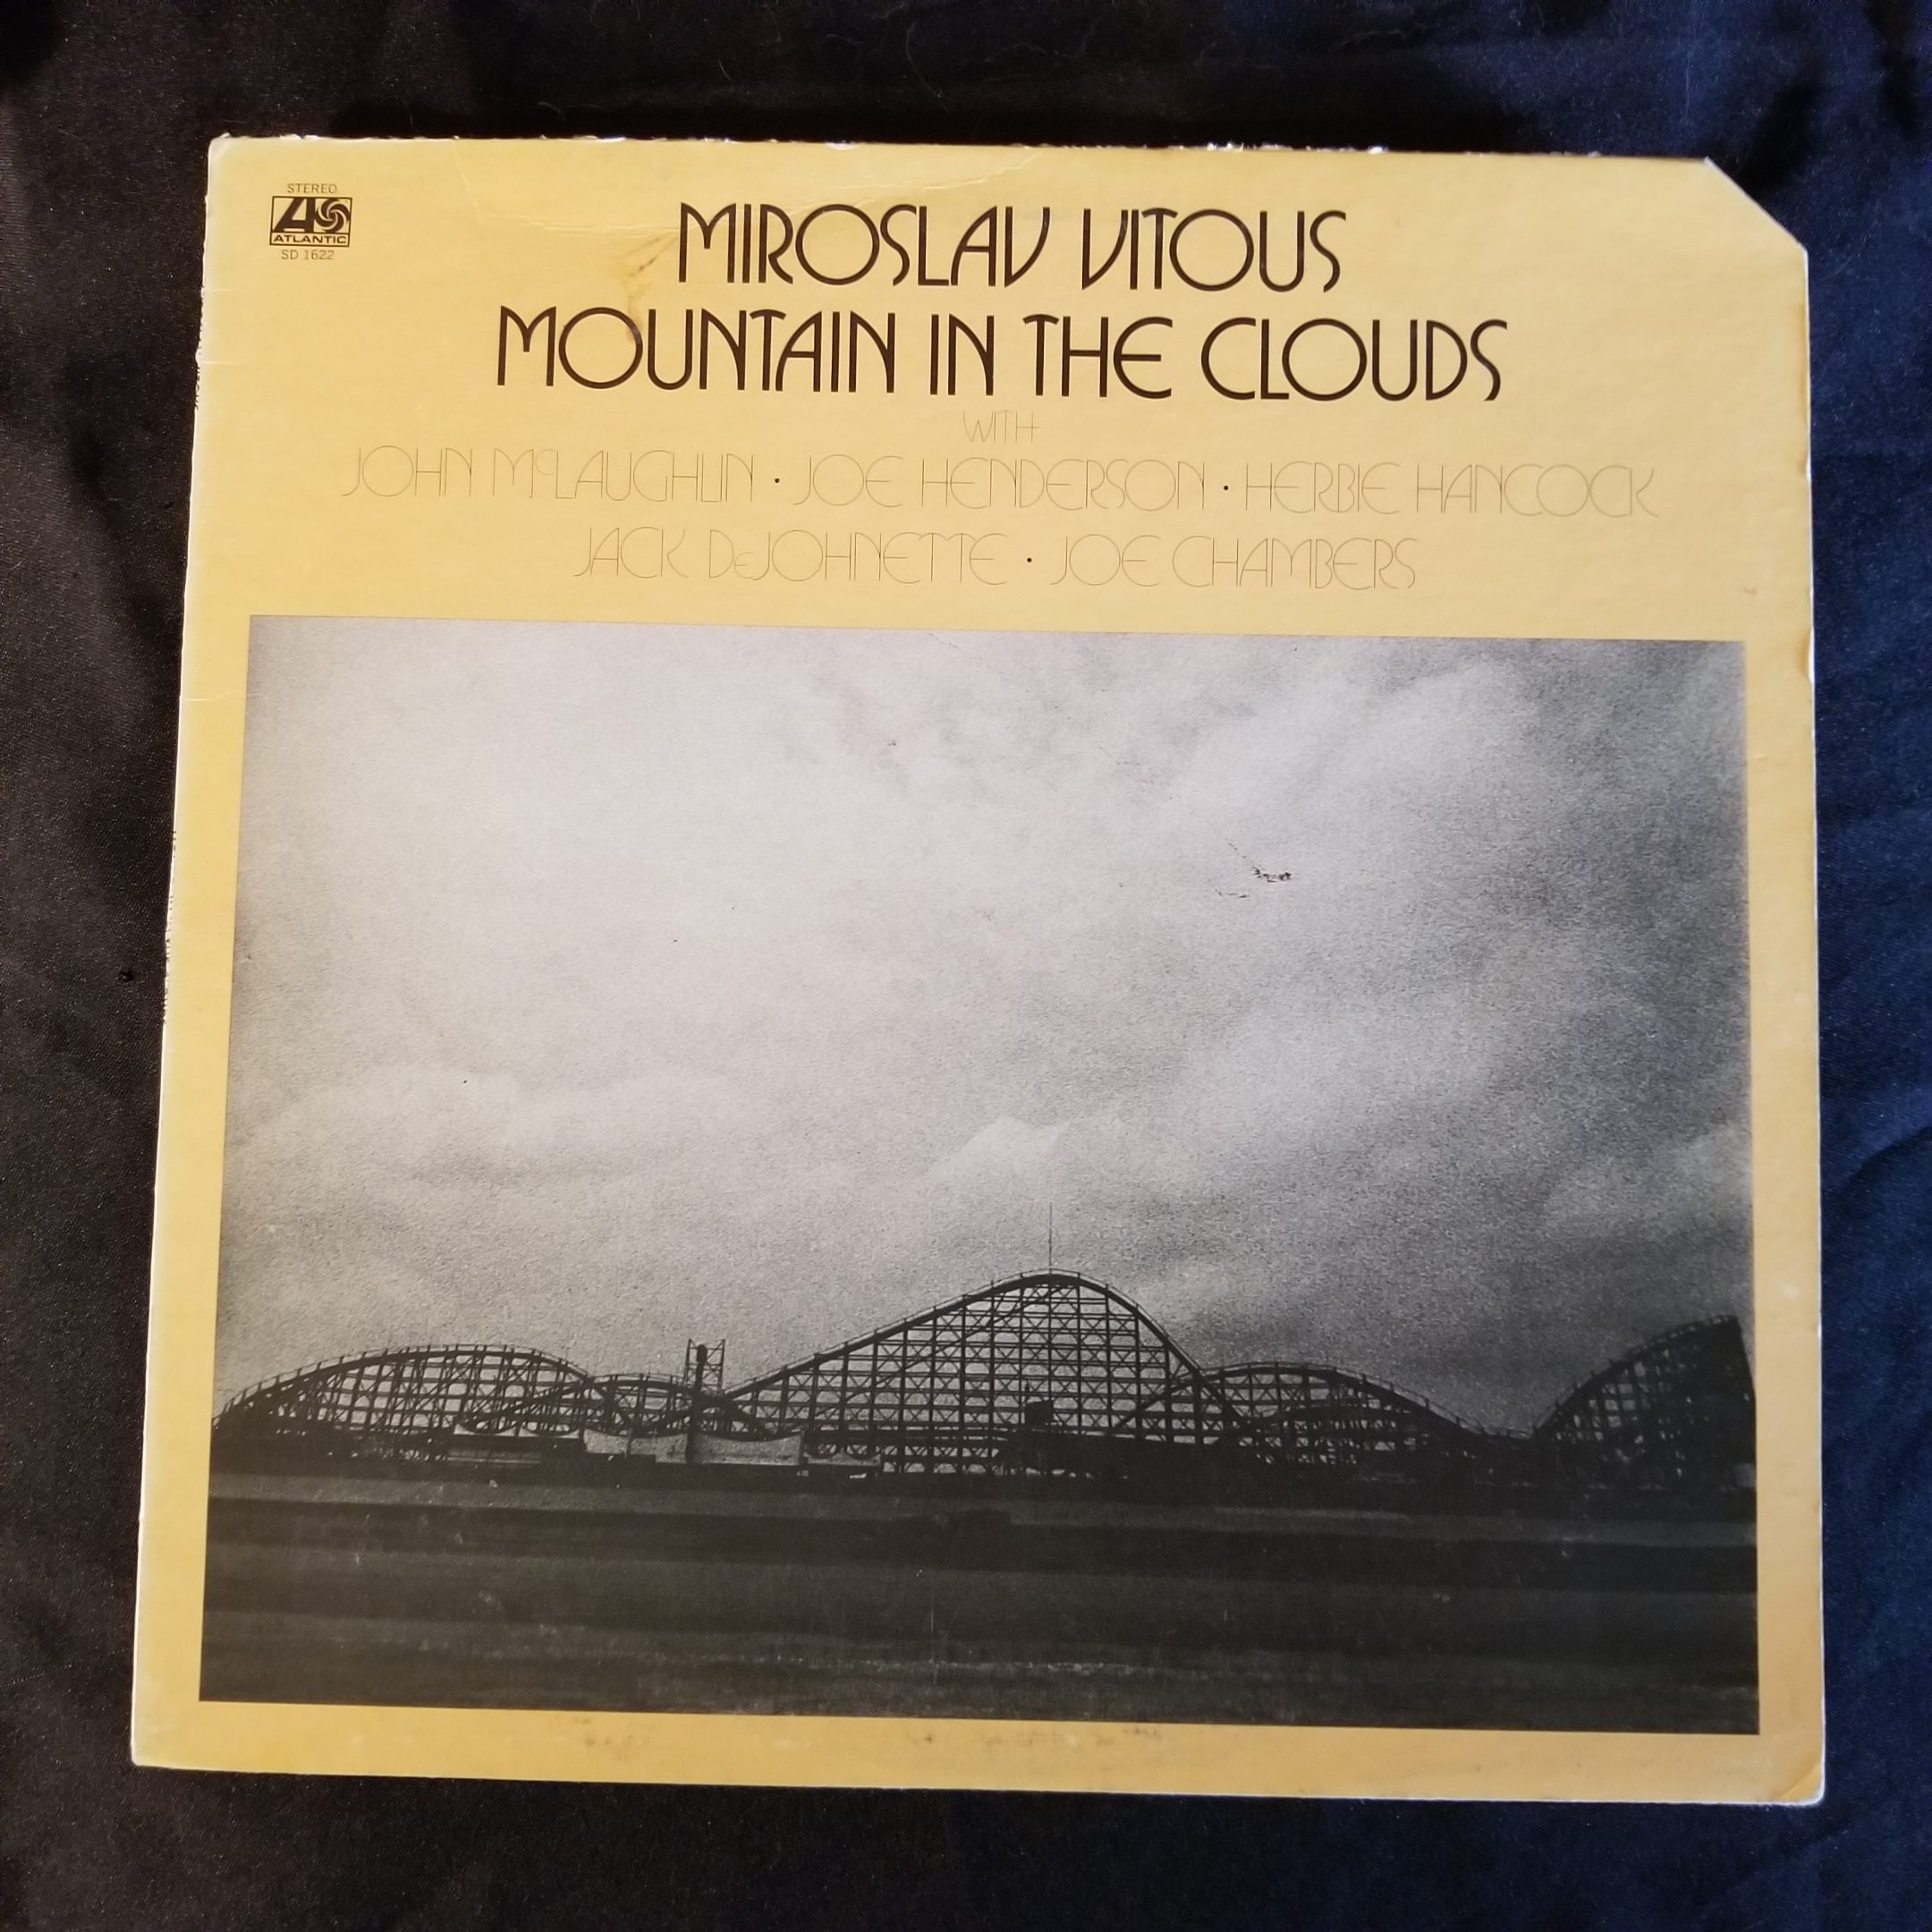 STEREO
ATLANTIC
SD 1622
MIROSLAV VITOUS
MOUNTAIN IN THE CLOUDS
WITH
JOHN McLAUGHLIN • JOE HENDERSON • HERBIE HANCOCK
JACK DeJOHNETTE • JOE CHAMBERS